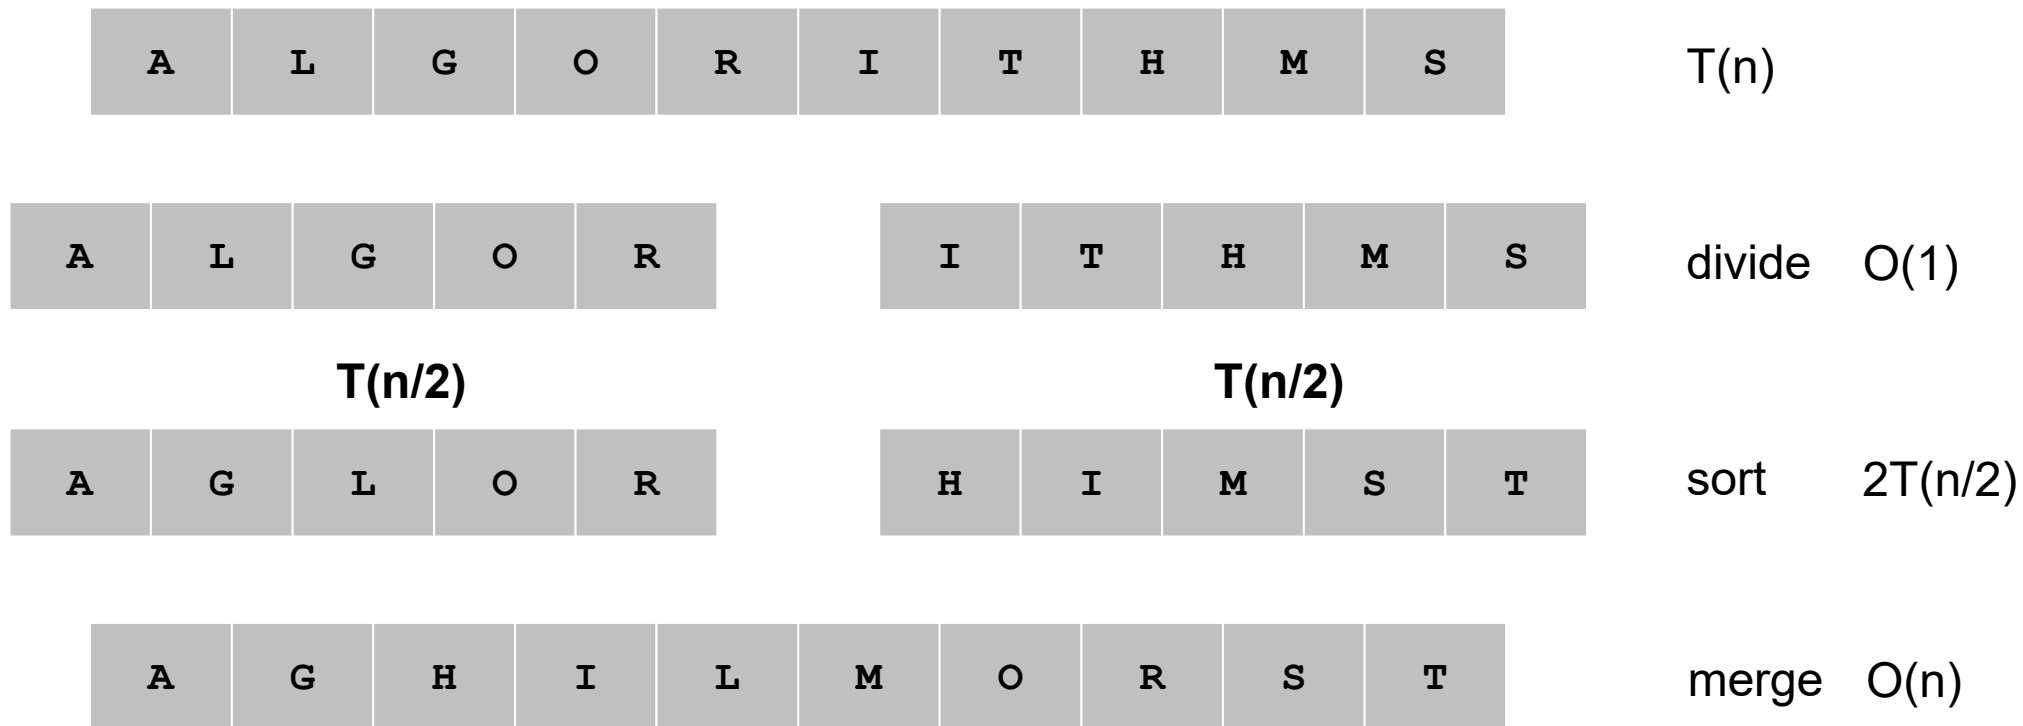 A L G O R I T H M S T(n)
A L G O R I T H M S divide O(1)
T(n/2) T(n/2)
A G L O R H I M S T sort 2T(n/2)
A G H I L M O R S T merge O(n)